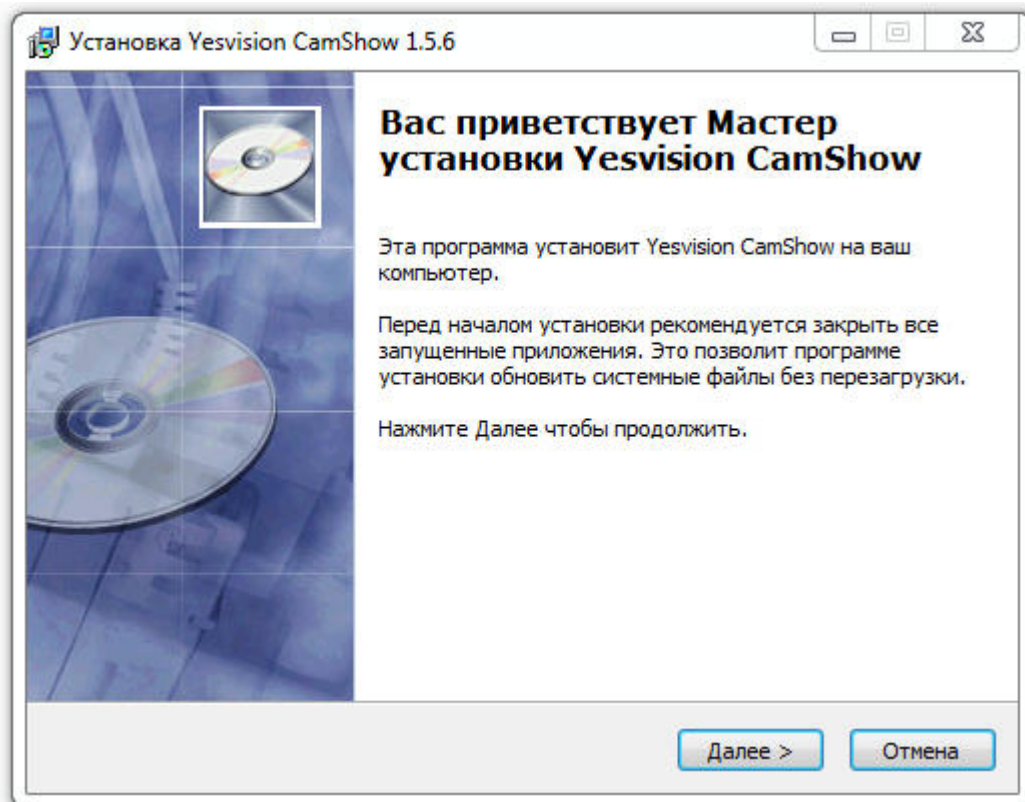 Установка Yesvision CamShow 1.5.6
Вас приветствует Мастер
установки Yesvision CamShow
Эта программа установит Yesvision CamShow на ваш
компьютер.
Перед началом установки рекомендуется закрыть все
запущенные приложения. Это позволит программе
установки обновить системные файлы без перезагрузки.
Нажмите Далее чтобы продолжить.
Далее >
Отмена